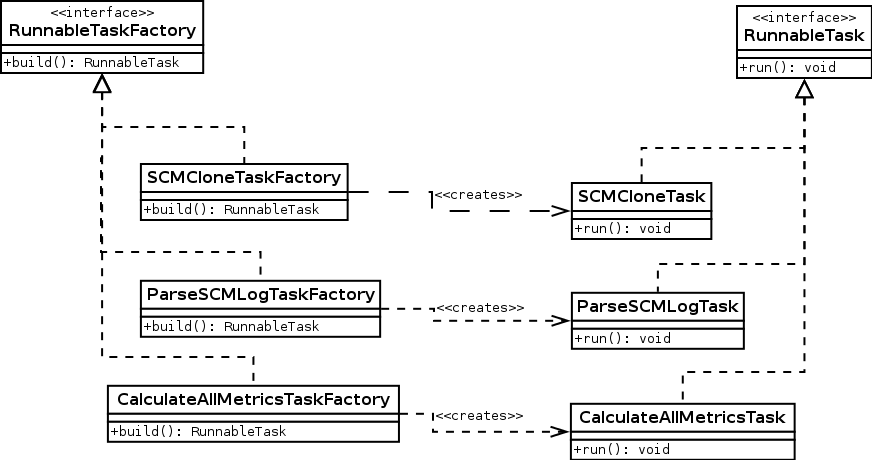 <<interface>>
RunnableTaskFactory
+build(): RunnableTask
<<interface>>
RunnableTask
+run(): void
SCMCloneTaskFactory
+build(): RunnableTask
<<creates>>
SCMCloneTask
+run(): void
ParseSCMLogTaskFactory
+build(): RunnableTask
<<creates>>
ParseSCMLogTask
+run(): void
CalculateAllMetricsTaskFactory
+build(): RunnableTask
<<creates>>
CalculateAllMetricsTask
+run(): void